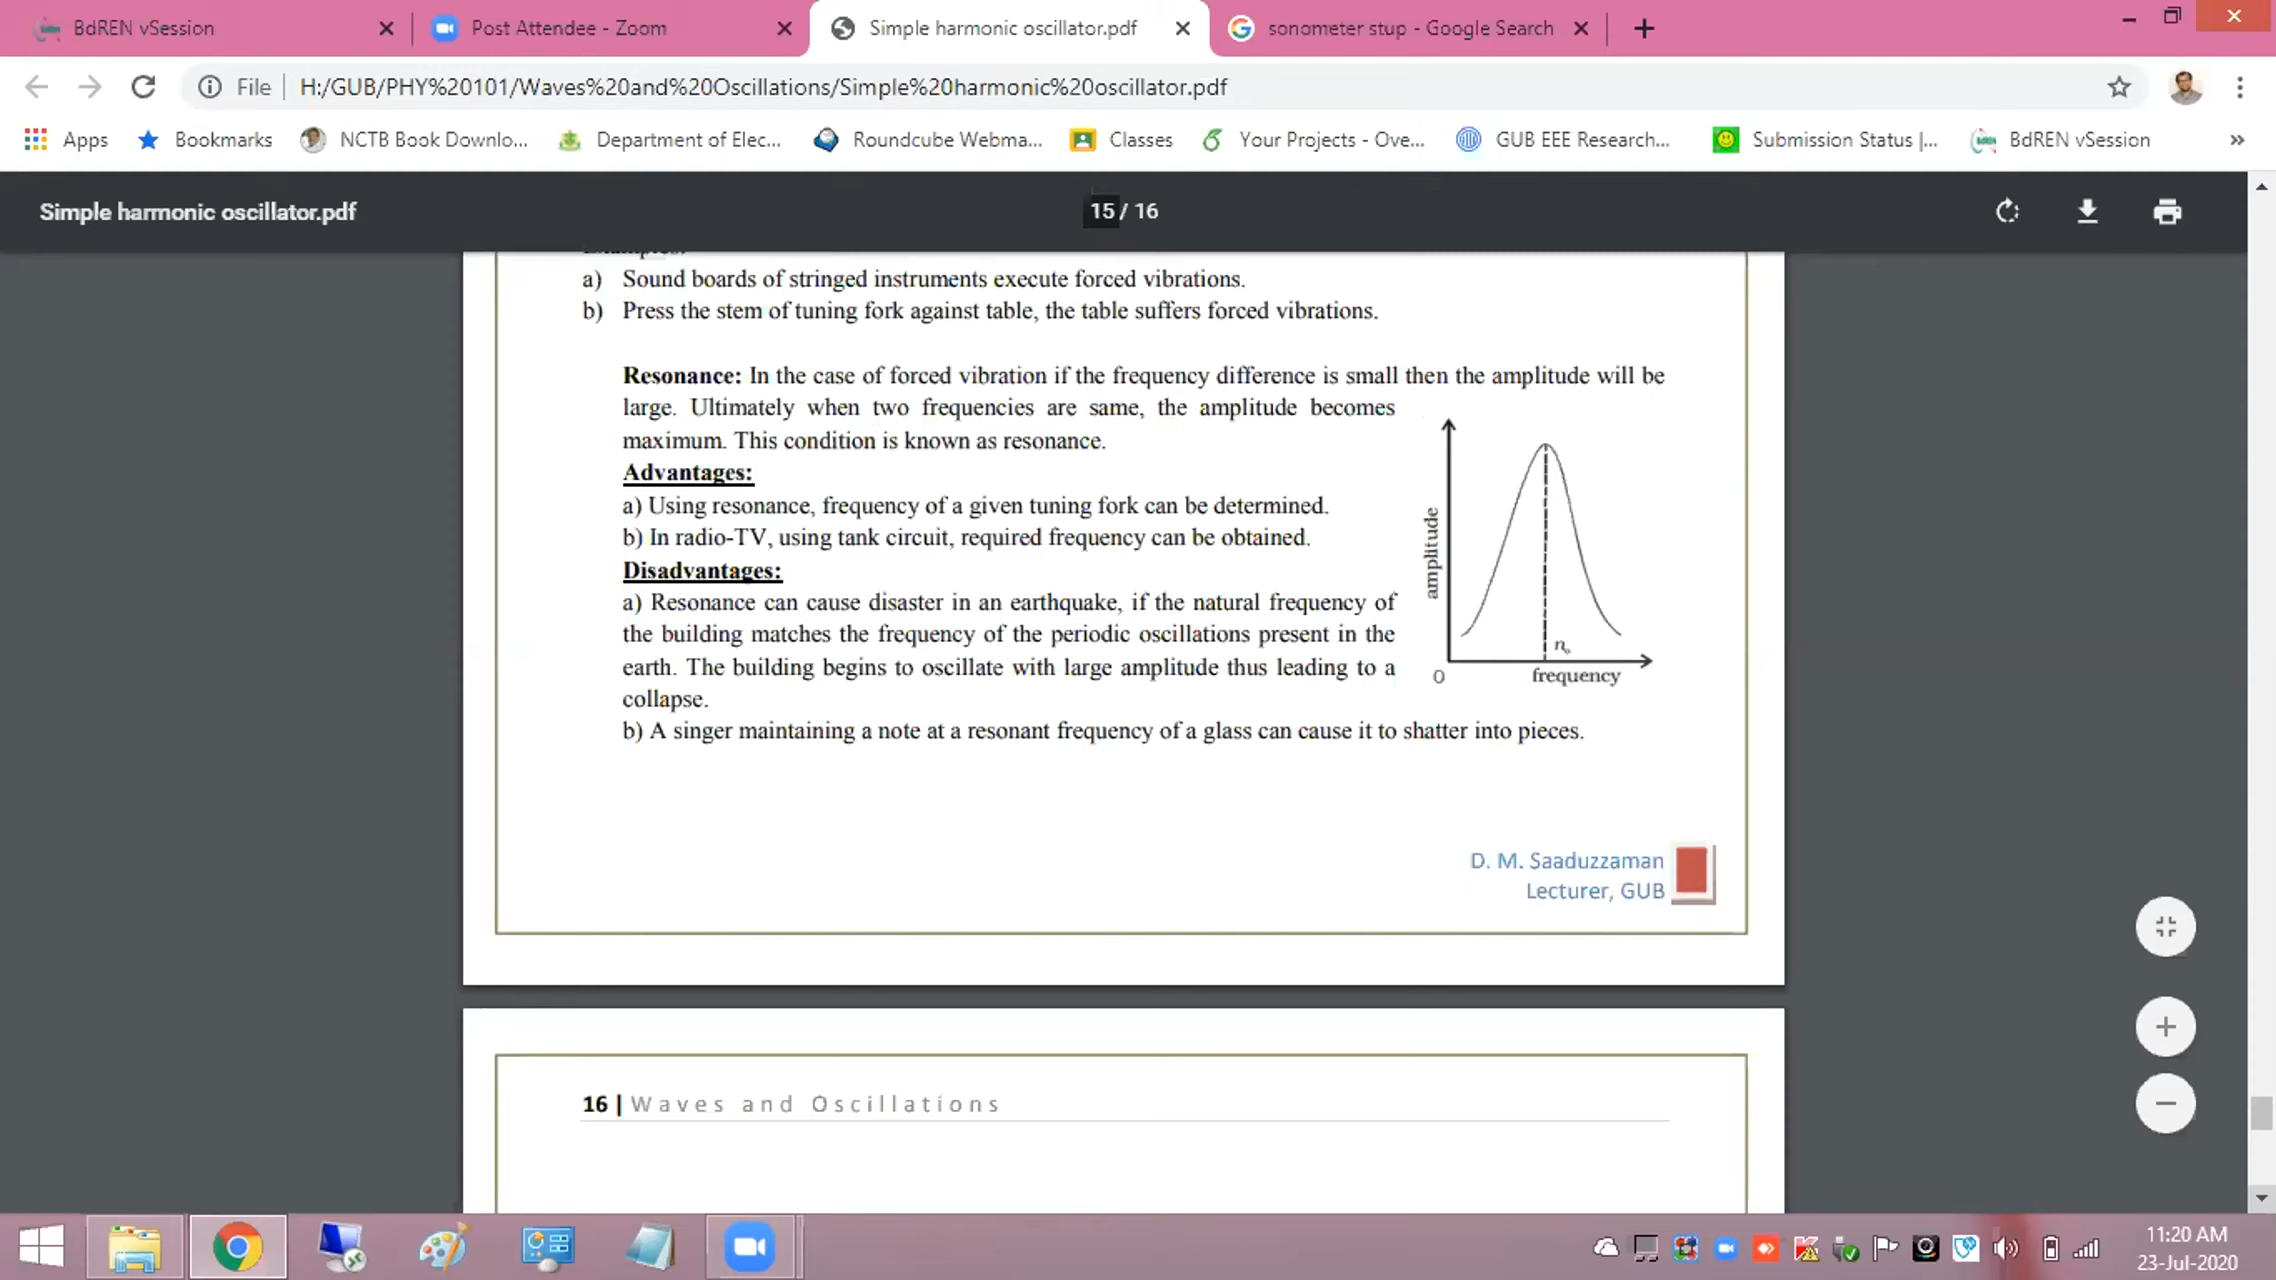 BdREN vSession
Post Attendee - Zoom
Simple harmonic oscillator.pdf
sonometer stup - Google Search
File
H:/GUB/PHY%20101/Waves%20and%20Oscillations/Simple%20harmonic%20oscillator.pdf
Apps
Bookmarks
NCTB Book Downlo...
Department of Elec...
Roundcube Webma...
Classes
Your Projects - Ove...
GUB EEE Research...
Submission Status |...
BdREN vSession
»
Simple harmonic oscillator.pdf
15 / 16
a) Sound boards of stringed instruments execute forced vibrations.
b) Press the stem of tuning fork against table, the table suffers forced vibrations.
Resonance: In the case of forced vibration if the frequency difference is small then the amplitude will be
large. Ultimately when two frequencies are same, the amplitude becomes
maximum. This condition is known as resonance.
Advantages:
a) Using resonance, frequency of a given tuning fork can be determined.
b) In radio-TV, using tank circuit, required frequency can be obtained.
Disadvantages:
a) Resonance can cause disaster in an earthquake, if the natural frequency of
the building matches the frequency of the periodic oscillations present in the
earth. The building begins to oscillate with large amplitude thus leading to a
collapse.
b) A singer maintaining a note at a resonant frequency of a glass can cause it to shatter into pieces.
amplitude
n₀
O
frequency
D. M. Saaduzzaman
Lecturer, GUB
16 | Waves and Oscillations
11:20 AM
23-Jul-2020